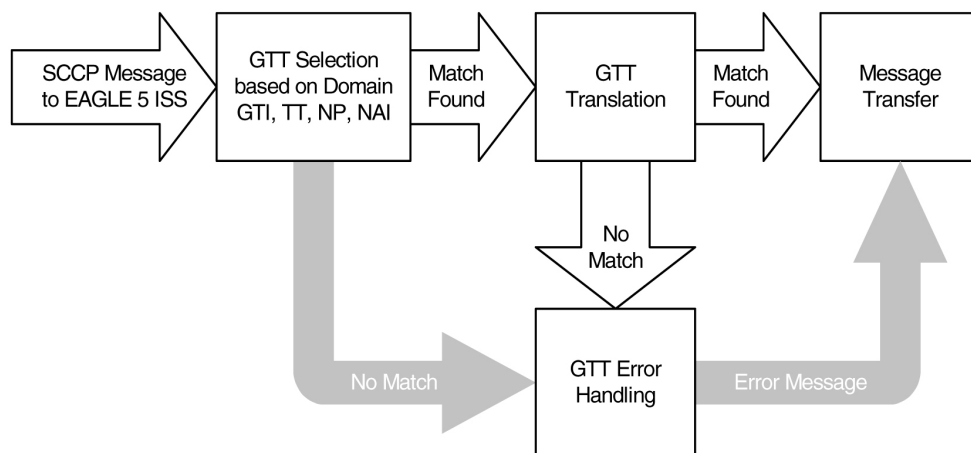 SCCP Message
to EAGLE 5 ISS
GTT Selection
based on Domain
GTI, TT, NP, NAI
Match
Found
GTT
Translation
Match
Found
Message
Transfer
No
Match
No Match
GTT Error
Handling
Error Message